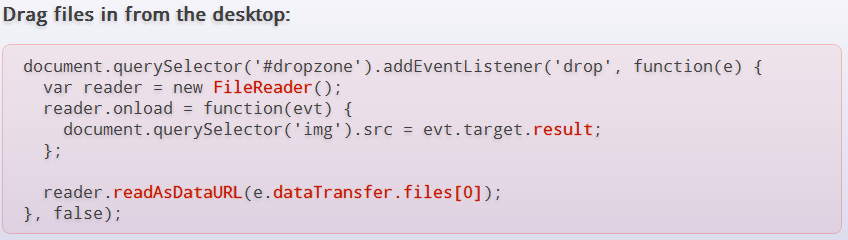 Drag files in from the desktop:
document.querySelector('#dropzone').addEventListener('drop', function(e) {
  var reader = new FileReader();
  reader.onload = function(evt) {
    document.querySelector('img').src = evt.target.result;
  };

  reader.readAsDataURL(e.dataTransfer.files[0]);
}, false);